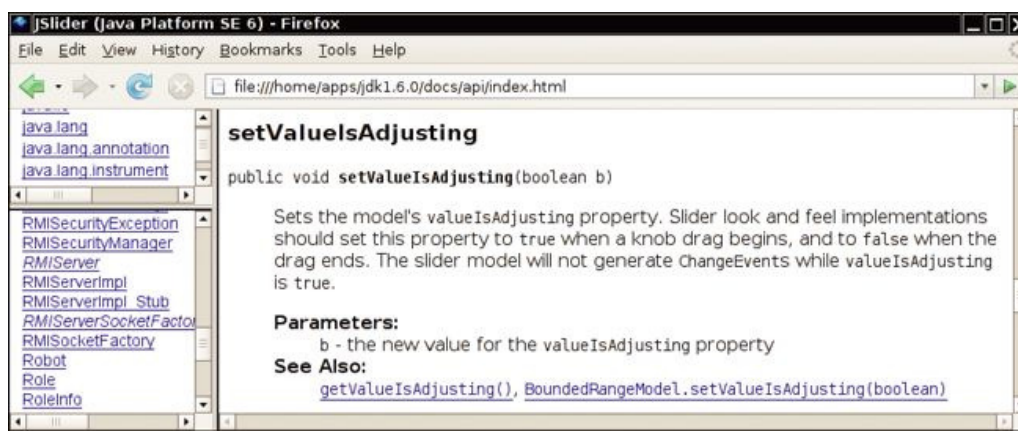 JSlider (Java Platform SE 6) - Firefox
File Edit View History Bookmarks Tools Help
file:///home/apps/jdk1.6.0/docs/api/index.html
java.lang
java.lang.annotation
java.lang.instrument
RMISecurityException
RMISecurityManager
RMIServer
RMIServerImpl
RMIServerImpl_Stub
RMIServerSocketFactor
RMISocketFactory
Robot
Role
RoleInfo
setValueIsAdjusting
public void setValueIsAdjusting(boolean b)
Sets the model's valueIsAdjusting property. Slider look and feel implementations
should set this property to true when a knob drag begins, and to false when the
drag ends. The slider model will not generate ChangeEvents while valueIsAdjusting
is true.
Parameters:
b - the new value for the valueIsAdjusting property
See Also:
getValueIsAdjusting(), BoundedRangeModel.setValueIsAdjusting(boolean)